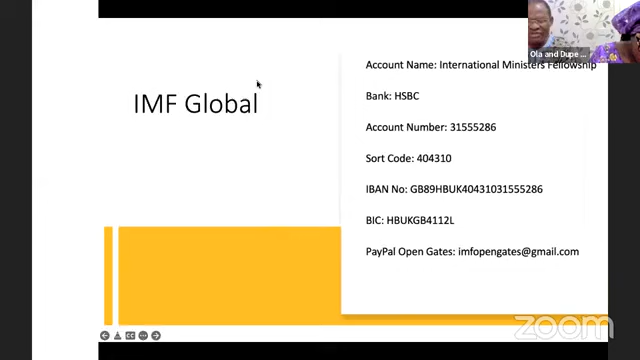 Ola and Dupe ...
IMF Global
Account Name: International Ministers Fellowship
Bank: HSBC
Account Number: 31555286
Sort Code: 404310
IBAN No: GB89HBUK40431031555286
BIC: HBUKGB4112L
PayPal Open Gates: imfopengates@gmail.com
CC
zoom